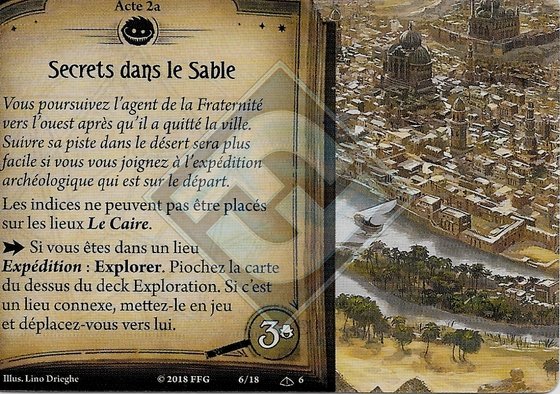 Acte 2a
Secrets dans le Sable
Vous poursuivez l'agent de la Fraternité
vers l'ouest après qu'il a quitté la ville.
Suivre sa piste dans le désert sera plus
facile si vous vous joignez à l'expédition
archéologique qui est sur le départ.
Les indices ne peuvent pas être placés
sur les lieux Le Caire.
Si vous êtes dans un lieu
Expédition : Explorer. Piochez la carte
du dessus du deck Exploration. Si c'est
un lieu connexe, mettez-le en jeu
et déplacez-vous vers lui.
3
Illus. Lino Drieghe © 2018 FFG 6/18 6